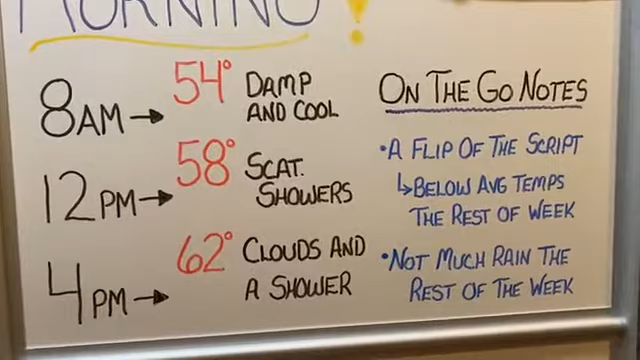 MORNING!
8AM → 54° DAMP AND COOL
12PM → 58° SCAT. SHOWERS
4PM → 62° CLOUDS AND A SHOWER
ON THE GO NOTES
•A FLIP OF THE SCRIPT
↳BELOW AVG TEMPS
THE REST OF WEEK
•NOT MUCH RAIN THE
REST OF THE WEEK